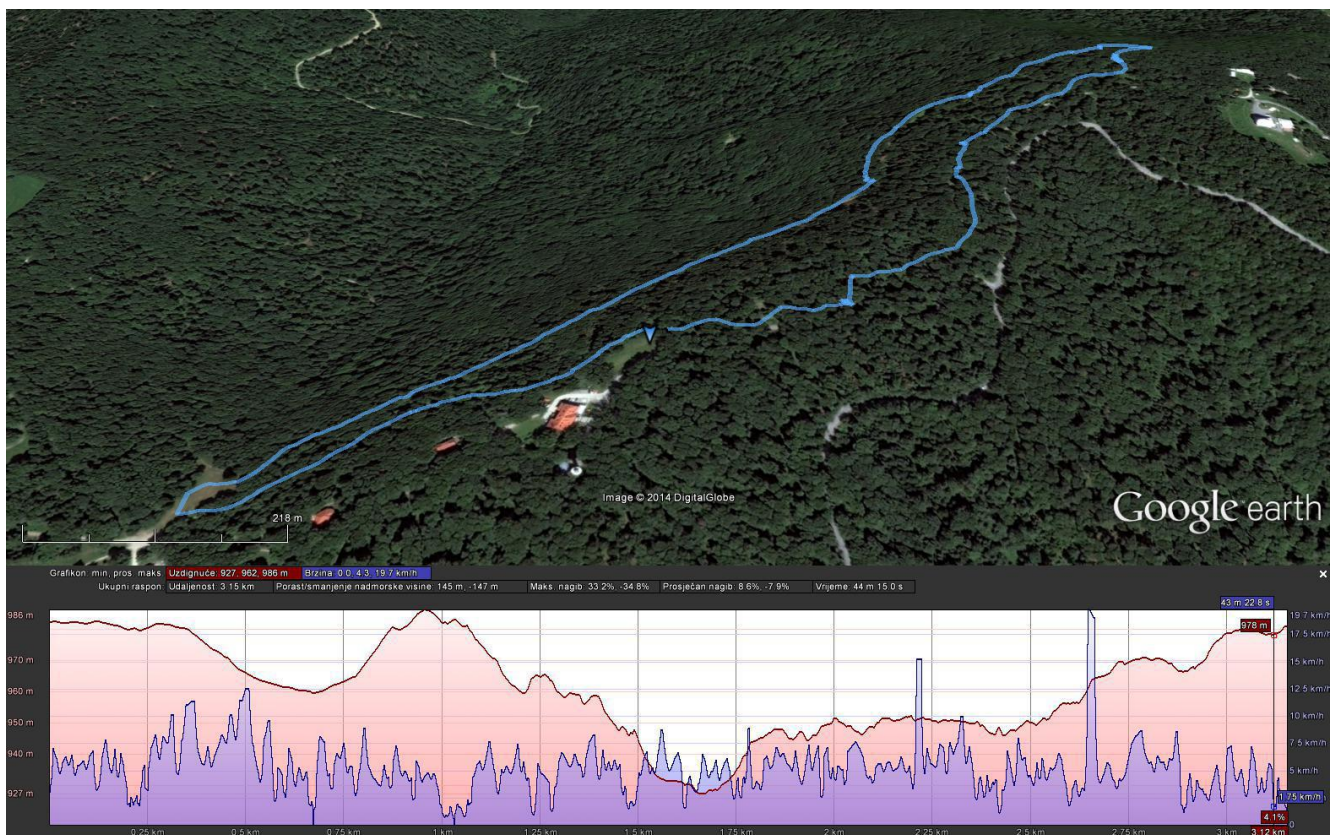 Image © 2014 DigitalGlobe
Google earth
218 m
Grafikon: min, pros. maks. Uzdignuće: 927, 962, 986 m Brzina: 0.0, 4.3, 19.7 km/h
Ukupni raspon: Udaljenost: 3.15 km Porast/smanjenje nadmorske visine: 145 m, -147 m Maks. nagib: 33.2%, -34.8% Prosječan nagib: 8.6%, -7.9% Vrijeme: 44 m 15.0 s
43 m 22.8 s
986 m 19.7 km/h
978 m 17.5 km/h
970 m 15 km/h
960 m 12.5 km/h
950 m 10 km/h
940 m 7.5 km/h
5 km/h
927 m 1.75 km/h
4.1% 0
0.25 km 0.5 km 0.75 km 1 km 1.25 km 1.5 km 1.75 km 2 km 2.25 km 2.5 km 2.75 km 3 km 3.12 km